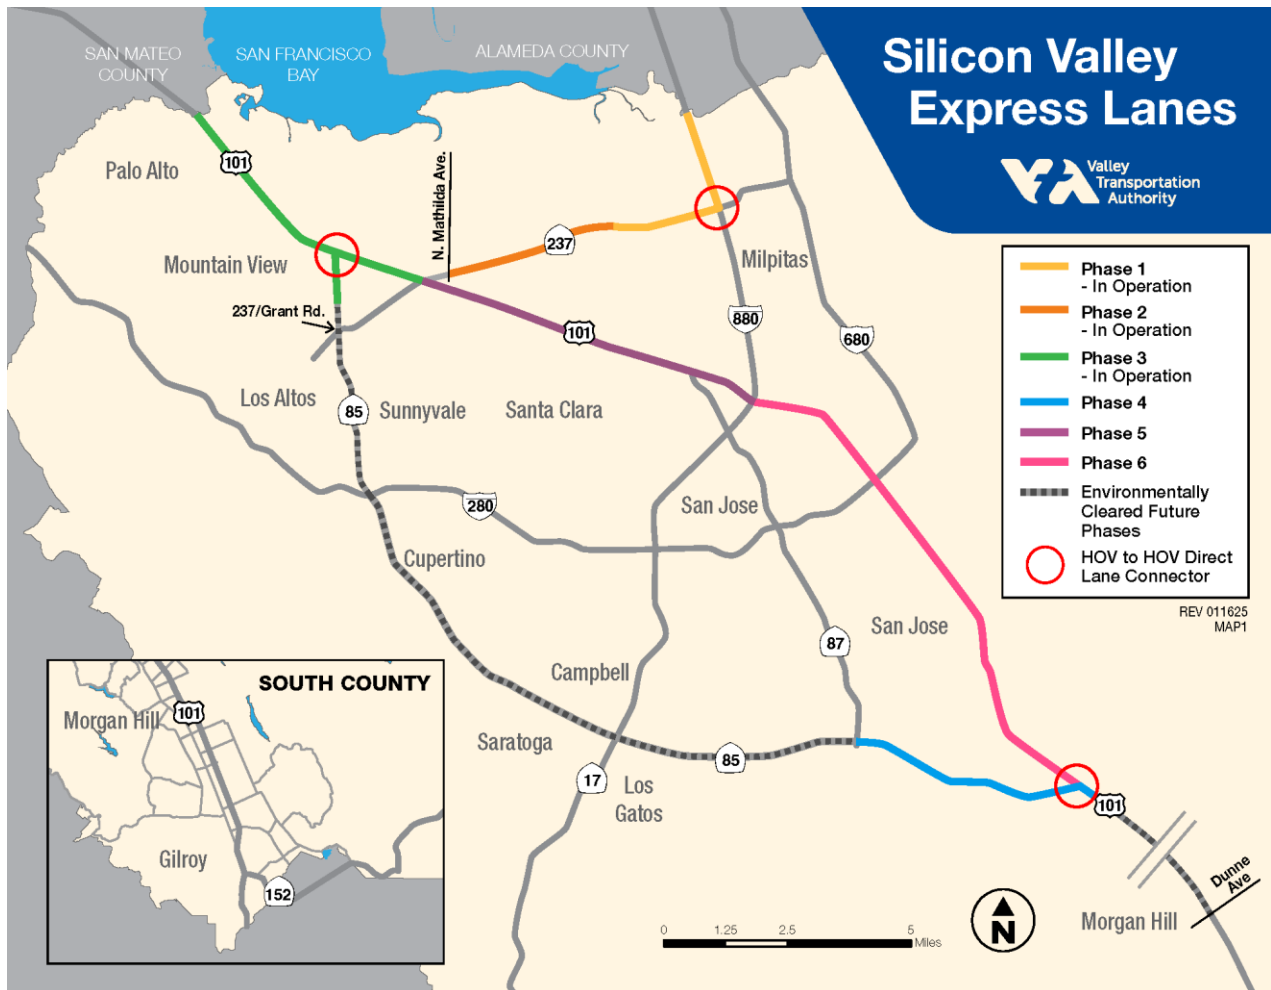 Silicon Valley
Express Lanes
VTA
Valley
Transportation
Authority
SAN MATEO
COUNTY
SAN FRANCISCO
BAY
ALAMEDA COUNTY
101
Palo Alto
N. Mathilda Ave.
237
Mountain View
Milpitas
237/Grant Rd.
101
880
680
Los Altos
85
Sunnyvale
Santa Clara
280
San Jose
Cupertino
San Jose
87
Campbell
Saratoga
85
17
Los
Gatos
101
Dunne
Ave
Morgan Hill
Phase 1
- In Operation
Phase 2
- In Operation
Phase 3
- In Operation
Phase 4
Phase 5
Phase 6
Environmentally
Cleared Future
Phases
HOV to HOV Direct
Lane Connector
REV 011625
MAP1
SOUTH COUNTY
Morgan Hill
101
Gilroy
152
0 1.25 2.5 5
Miles
N